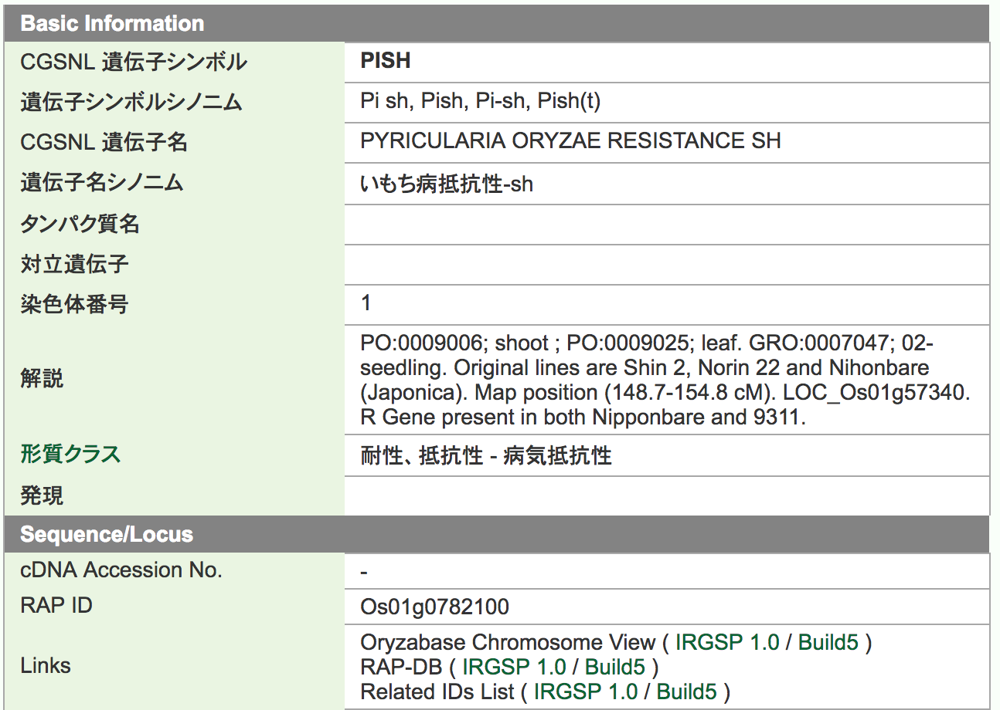 Basic Information
CGSNL 遺伝子シンボル PISH
遺伝子シンボルシノニム Pi sh, Pish, Pi-sh, Pish(t)
CGSNL 遺伝子名 PYRICULARIA ORYZAE RESISTANCE SH
遺伝子名シノニム いもち病抵抗性-sh
タンパク質名
対立遺伝子
染色体番号 1
解説 PO:0009006; shoot ; PO:0009025; leaf. GRO:0007047; 02-
seedling. Original lines are Shin 2, Norin 22 and Nihonbare
(Japonica). Map position (148.7-154.8 cM). LOC_Os01g57340.
R Gene present in both Nipponbare and 9311.
形質クラス 耐性、抵抗性 - 病気抵抗性
発現
Sequence/Locus
cDNA Accession No. -
RAP ID Os01g0782100
Links Oryzabase Chromosome View ( IRGSP 1.0 / Build5 )
RAP-DB ( IRGSP 1.0 / Build5 )
Related IDs List ( IRGSP 1.0 / Build5 )